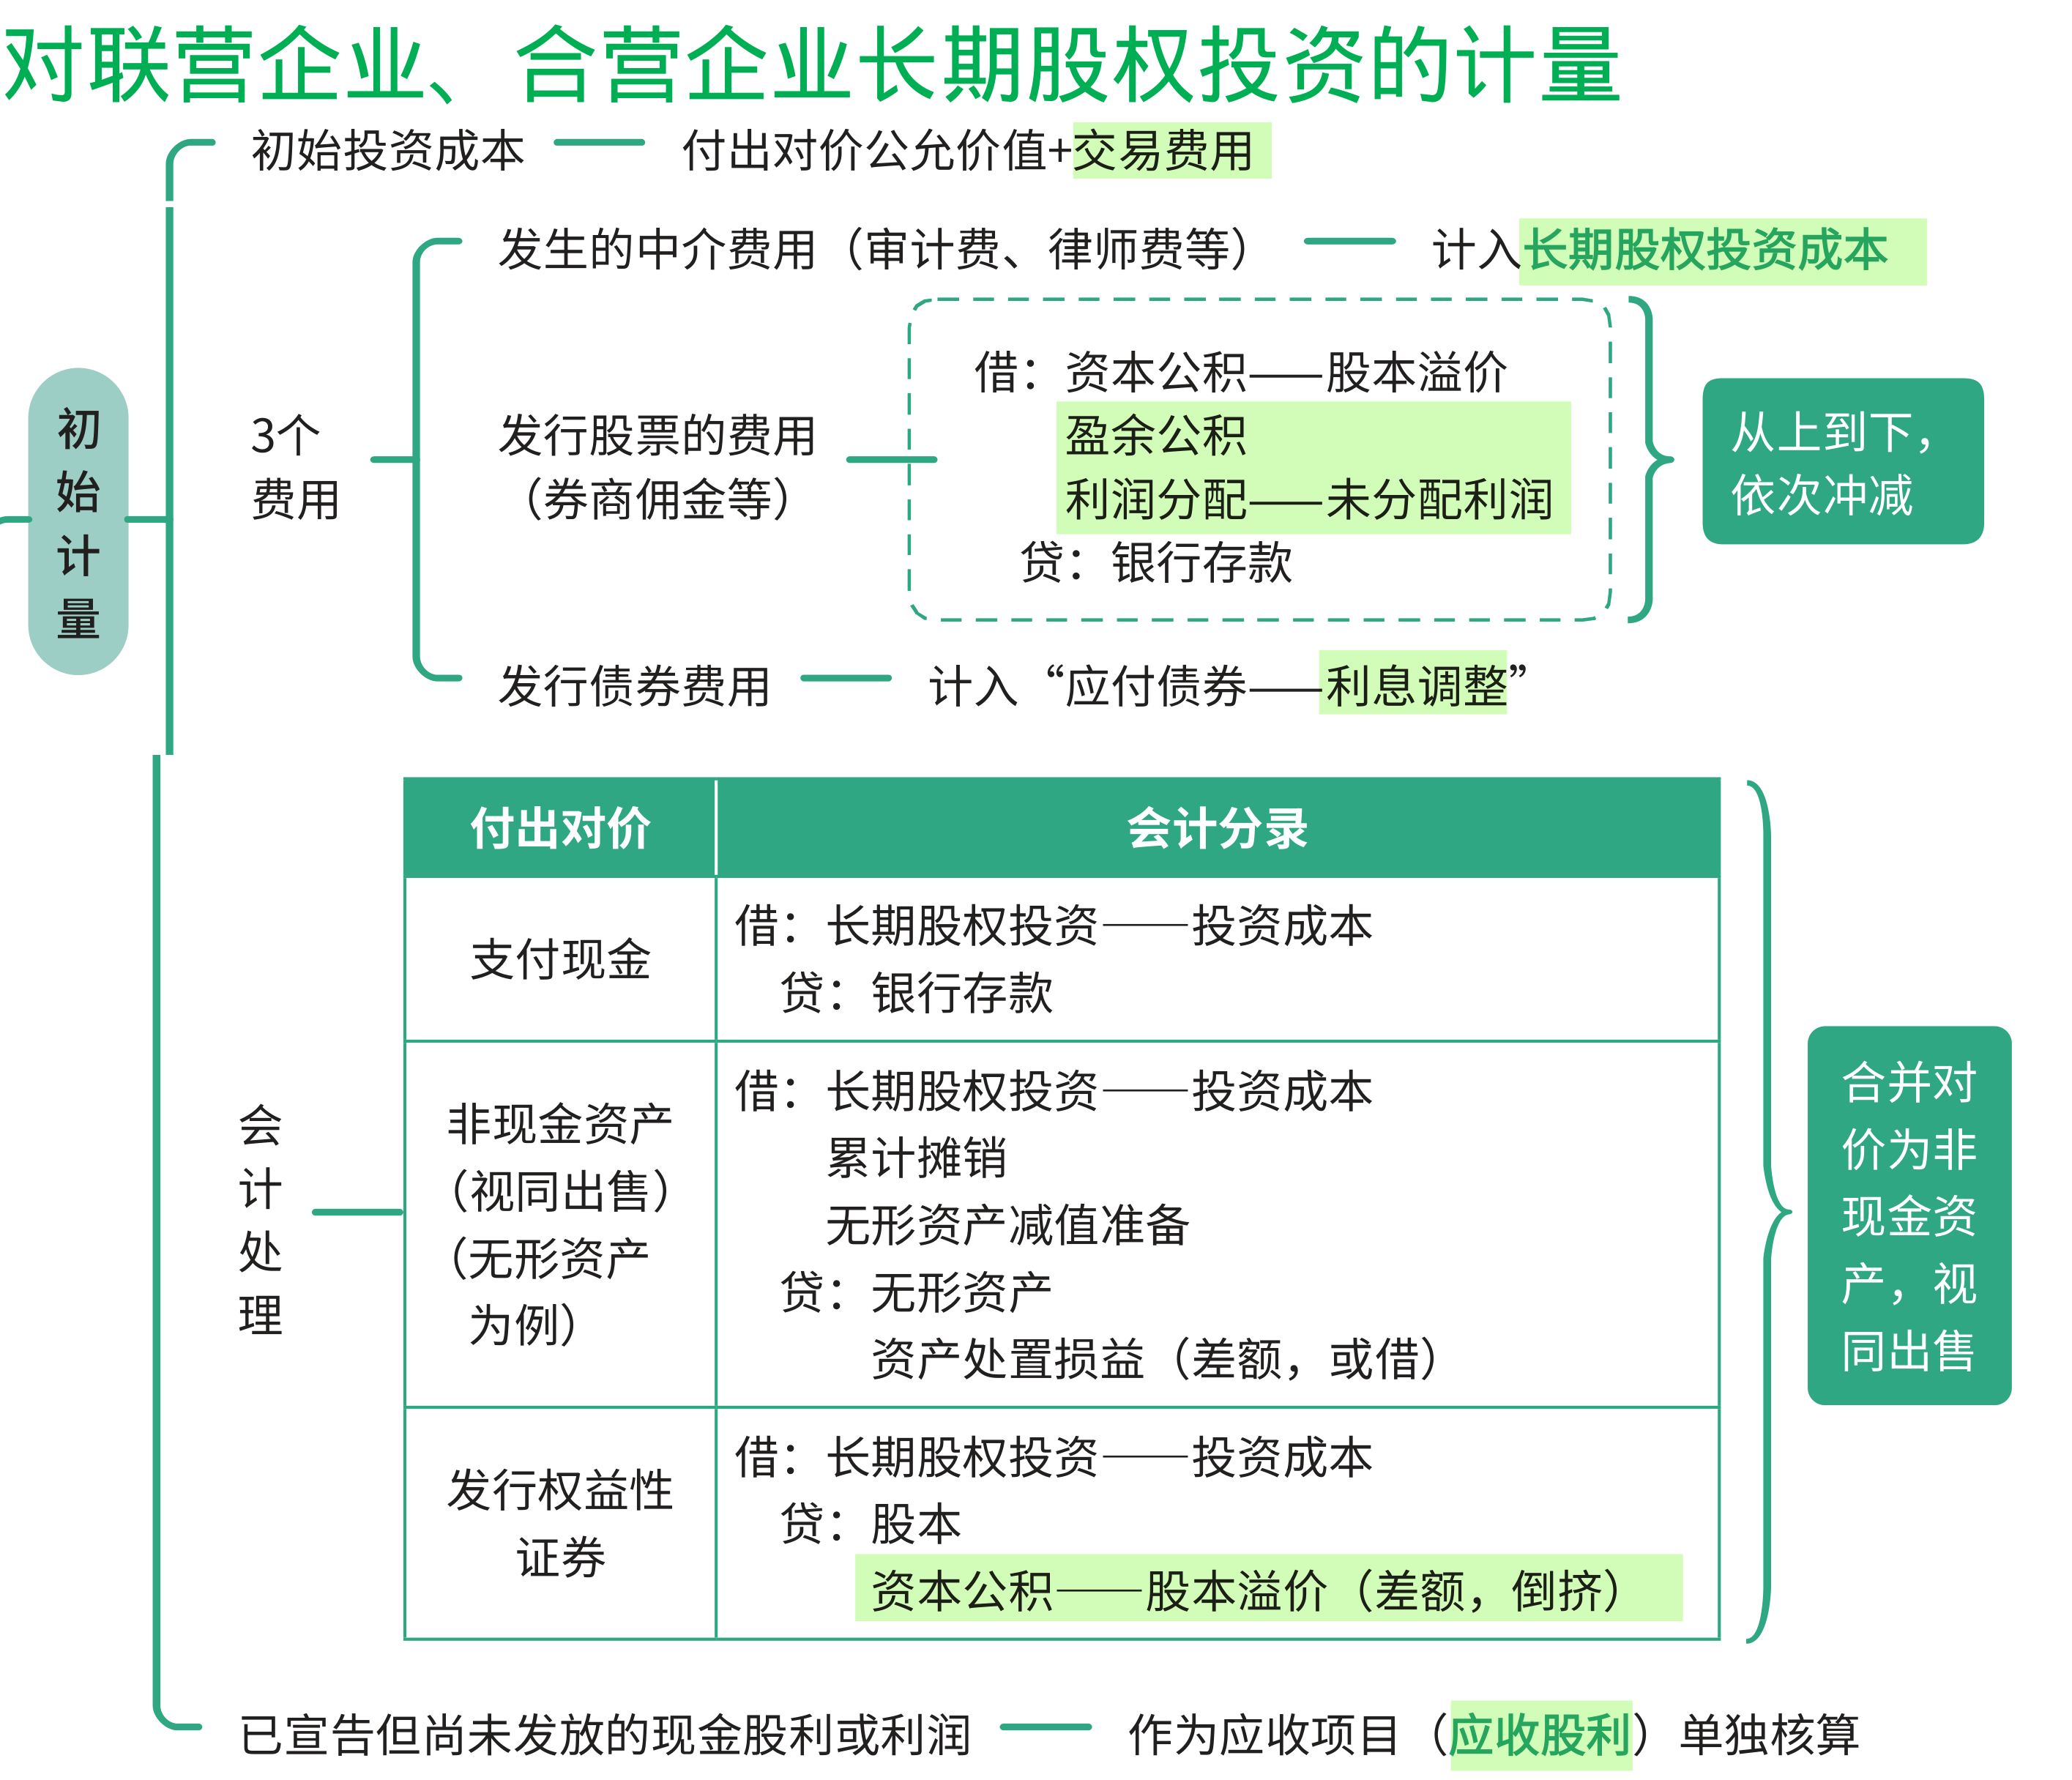 对联营企业、合营企业长期股权投资的计量
初始投资成本
付出对价公允价值+交易费用
发生的中介费用（审计费、律师费等）
计入长期股权投资成本
初
始
计
量
3个
费用
发行股票的费用
（券商佣金等）
借：资本公积——股本溢价
盈余公积
利润分配——未分配利润
贷：银行存款
从上到下，
依次冲减
发行债券费用
计入“应付债券——利息调整”
会
计
处
理
付出对价
会计分录
支付现金
借：长期股权投资——投资成本
贷：银行存款
非现金资产
（视同出售）
（无形资产
为例）
借：长期股权投资——投资成本
累计摊销
无形资产减值准备
贷：无形资产
资产处置损益（差额，或借）
发行权益性
证券
借：长期股权投资——投资成本
贷：股本
资本公积——股本溢价（差额，倒挤）
合并对
价为非
现金资
产，视
同出售
已宣告但尚未发放的现金股利或利润
作为应收项目（应收股利）单独核算